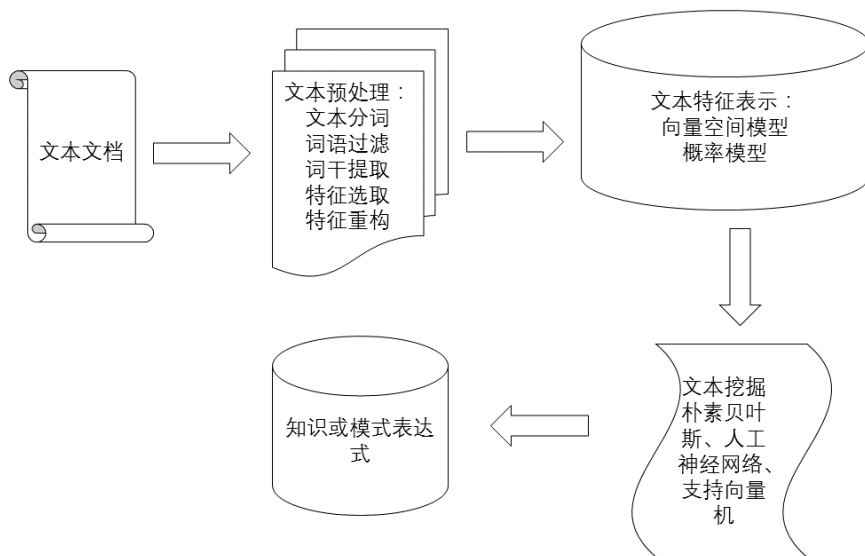 文本文档
文本预处理：
文本分词
词语过滤
词干提取
特征选取
特征重构
文本特征表示：
向量空间模型
概率模型
文本挖掘
朴素贝叶
斯、人工
神经网络、
支持向量
机
知识或模式表达
式